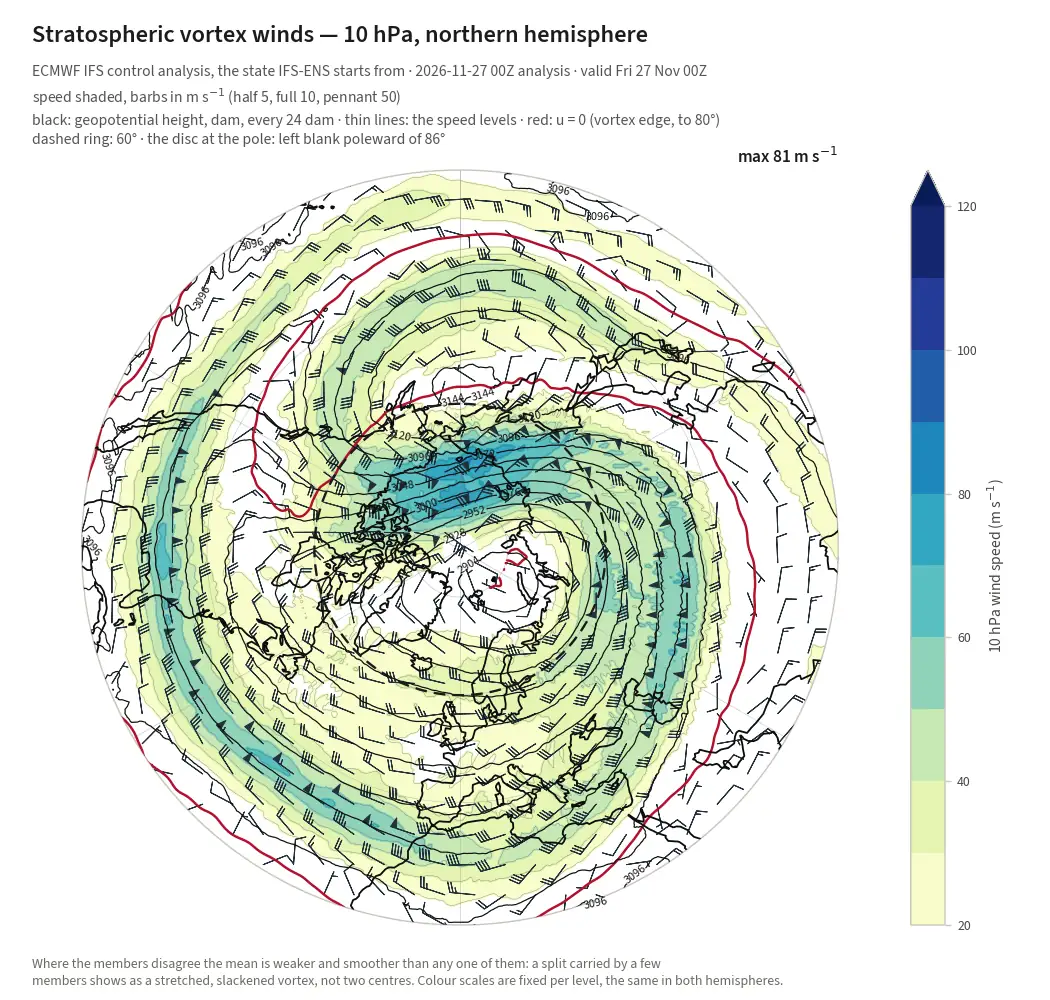 Stratospheric vortex winds — 10 hPa, northern hemisphere
ECMWF IFS control analysis, the state IFS-ENS starts from · 2026-11-27 00Z analysis · valid Fri 27 Nov 00Z
speed shaded, barbs in m s⁻¹ (half 5, full 10, pennant 50)
black: geopotential height, dam, every 24 dam · thin lines: the speed levels · red: u = 0 (vortex edge, to 80°)
dashed ring: 60° · the disc at the pole: left blank poleward of 86°
max 81 m s⁻¹
3096
3096
3096
3096
3096
3144
3144
3096
3096
3000
2952
2928
2904
3096
3096
3096
3096
120
100
80
60
40
20
10 hPa wind speed (m s⁻¹)
Where the members disagree the mean is weaker and smoother than any one of them: a split carried by a few
members shows as a stretched, slackened vortex, not two centres. Colour scales are fixed per level, the same in both hemispheres.